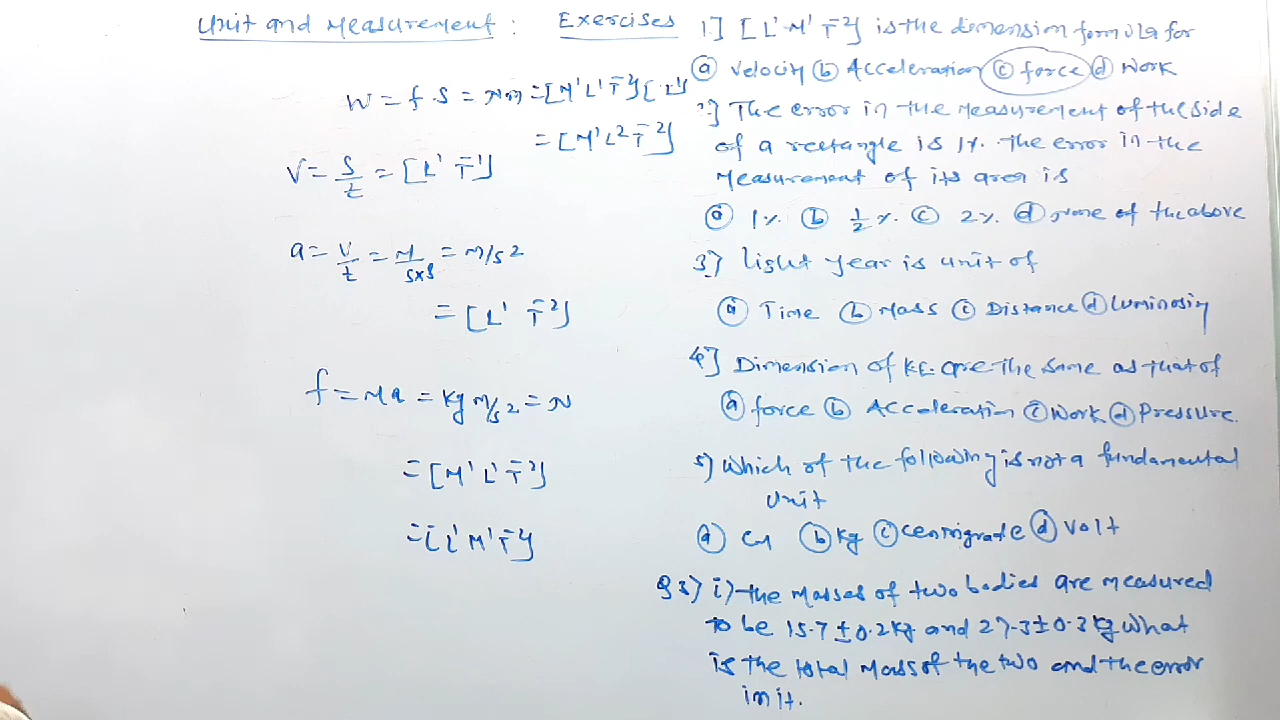 Unit and Measurement : Exercises
W = f·S = Nm = [M¹L¹T⁻²][L¹]
= [M¹L²T⁻²]
V = S/t = [L¹ T⁻¹]
a = V/t = M/S×S = m/s²
= [L¹ T⁻²]
f = Ma = kg m/s² = N
= [M¹L¹T⁻²]
= [L¹M¹T⁻²]
1.] [L¹M¹T⁻²] is the dimension formula for
ⓐ Velocity ⓑ Acceleration ⓒ force ⓓ Work
2.] The error in the Measurement of the side
of a rectangle is 1%. The error in the
Measurement of its area is
ⓐ 1% ⓑ 1/2 % ⓒ 2% ⓓ none of the above
3] light year is unit of
ⓐ Time ⓑ Mass ⓒ Distance ⓓ luminosity
4] Dimension of K.E. are the same as that of
ⓐ force ⓑ Acceleration ⓒ Work ⓓ Pressure.
5) Which of the following is not a fundamental
Unit
ⓐ cm ⓑ kg ⓒ centigrade ⓓ Volt
Q3) i) the Masses of two bodies are measured
to be 15.7 ± 0.2 kg and 27.3 ± 0.3 kg What
is the total Mass of the two and the error
in it.